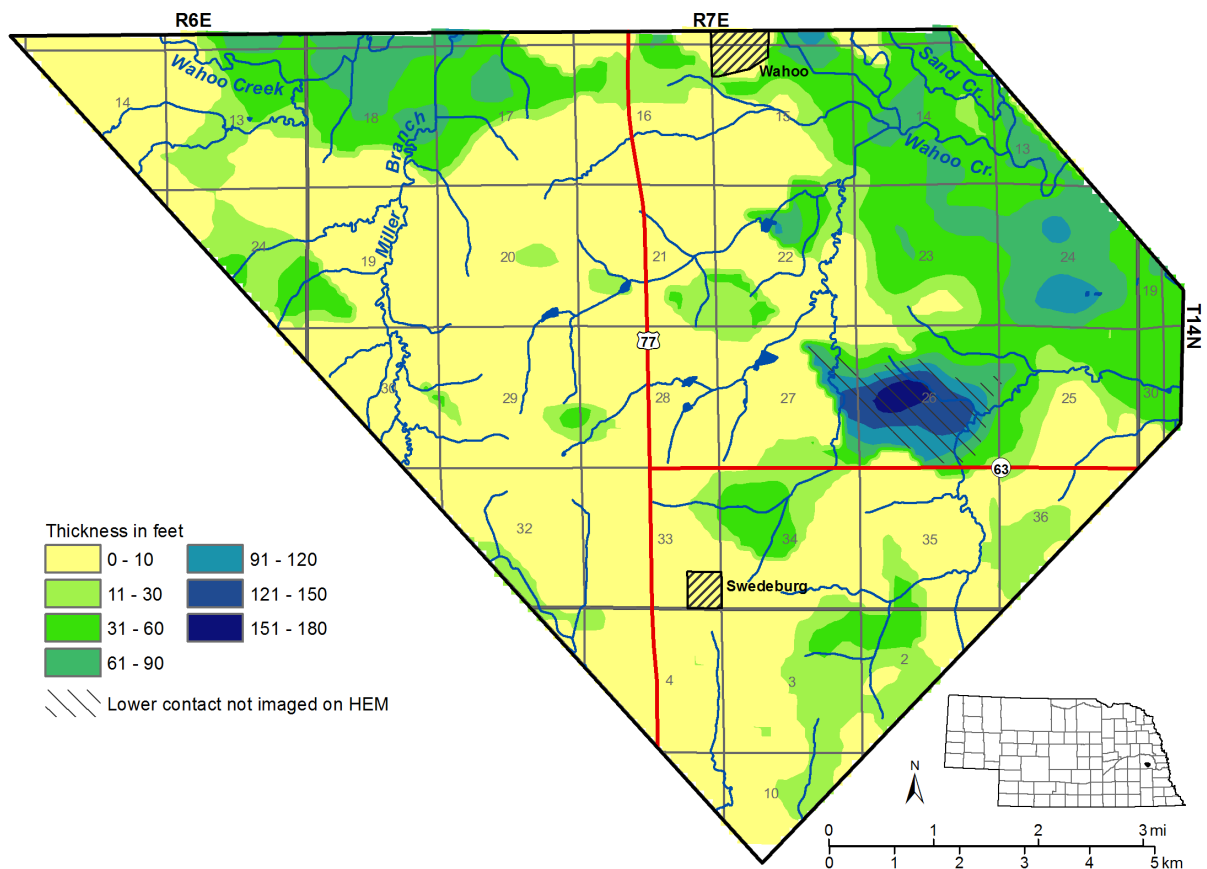 R6E
R7E
Wahoo
Wahoo Creek
Sand Cr.
14
13
18
17
16
15
14
13
Branch
Wahoo Cr.
Miller
24
19
20
21
22
23
24
19
T14N
77
30
29
28
27
26
25
30
63
32
33
34
35
36
Swedeburg
Thickness in feet
0 - 10
91 - 120
11 - 30
121 - 150
31 - 60
151 - 180
61 - 90
Lower contact not imaged on HEM
4
3
2
10
N
0
1
2
3 mi
0
1
2
3
4
5 km